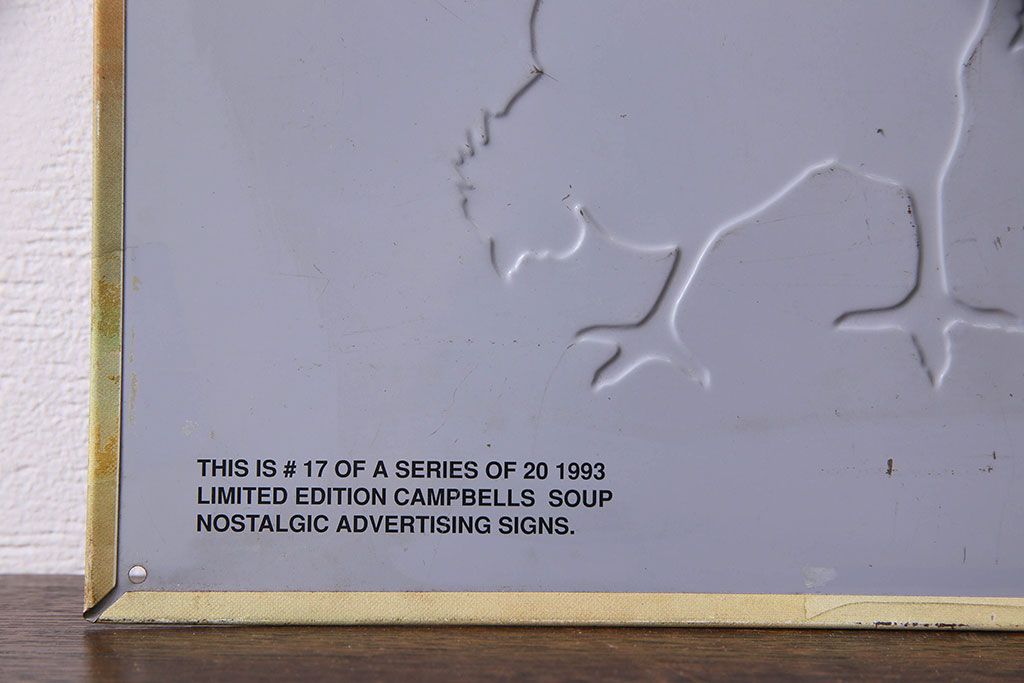 THIS IS # 17 OF A SERIES OF 20 1993
LIMITED EDITION CAMPBELLS  SOUP
NOSTALGIC ADVERTISING SIGNS.